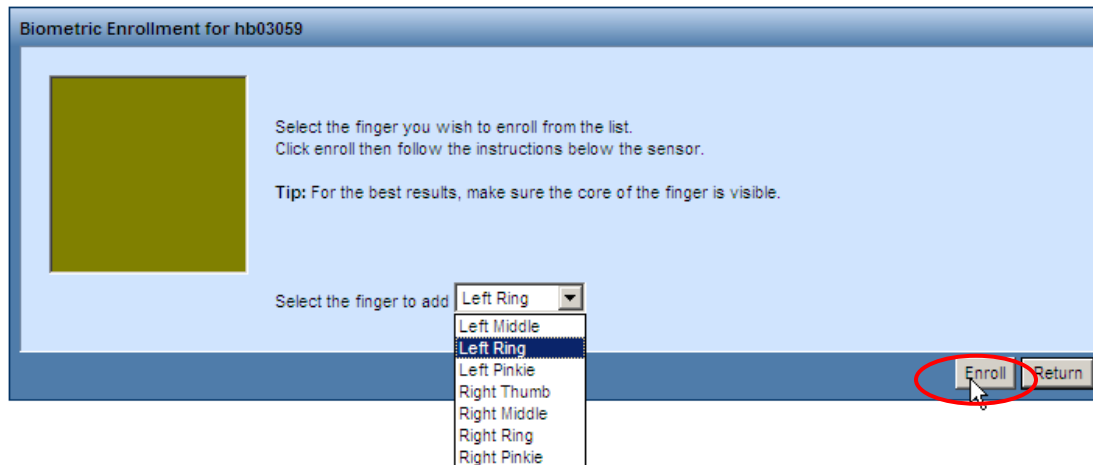 Biometric Enrollment for hb03059
Select the finger you wish to enroll from the list.
Click enroll then follow the instructions below the sensor.
Tip: For the best results, make sure the core of the finger is visible.
Select the finger to add Left Ring
Left Middle
Left Ring
Left Pinkie
Right Thumb
Right Middle
Right Ring
Right Pinkie
Enroll Return